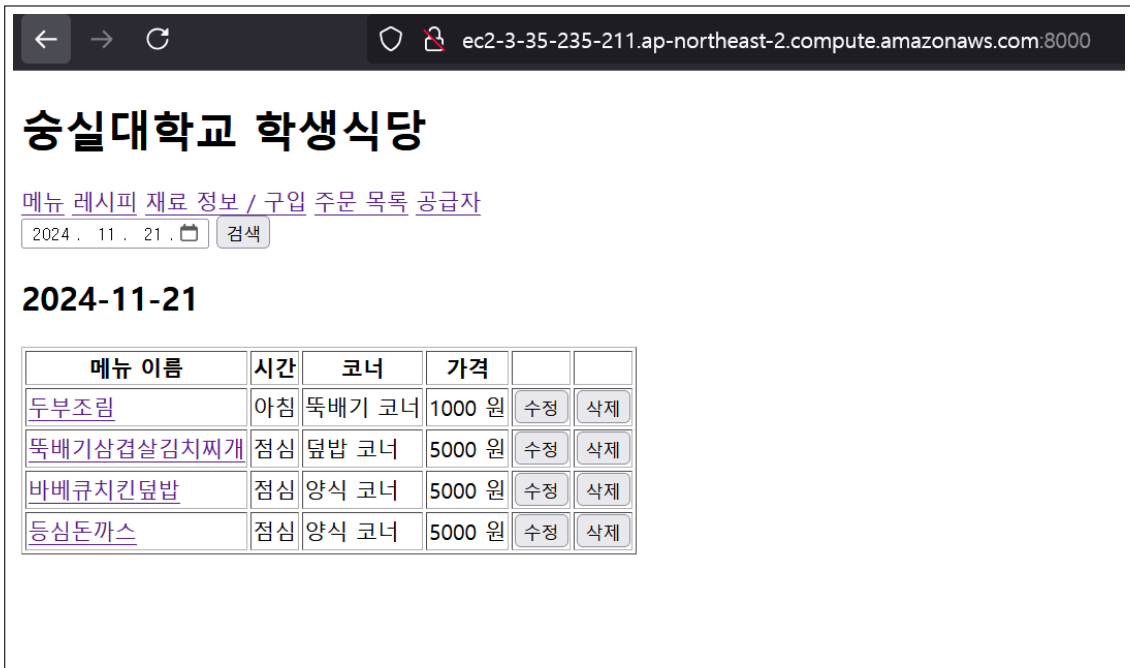 ec2-3-35-235-211.ap-northeast-2.compute.amazonaws.com:8000
숭실대학교 학생식당
메뉴 레시피 재료 정보 / 구입 주문 목록 공급자
2024. 11. 21. 검색
2024-11-21
메뉴 이름 시간 코너 가격
두부조림 아침 뚝배기 코너 1000 원 수정 삭제
뚝배기삼겹살김치찌개 점심 덮밥 코너 5000 원 수정 삭제
바베큐치킨덮밥 점심 양식 코너 5000 원 수정 삭제
등심돈까스 점심 양식 코너 5000 원 수정 삭제